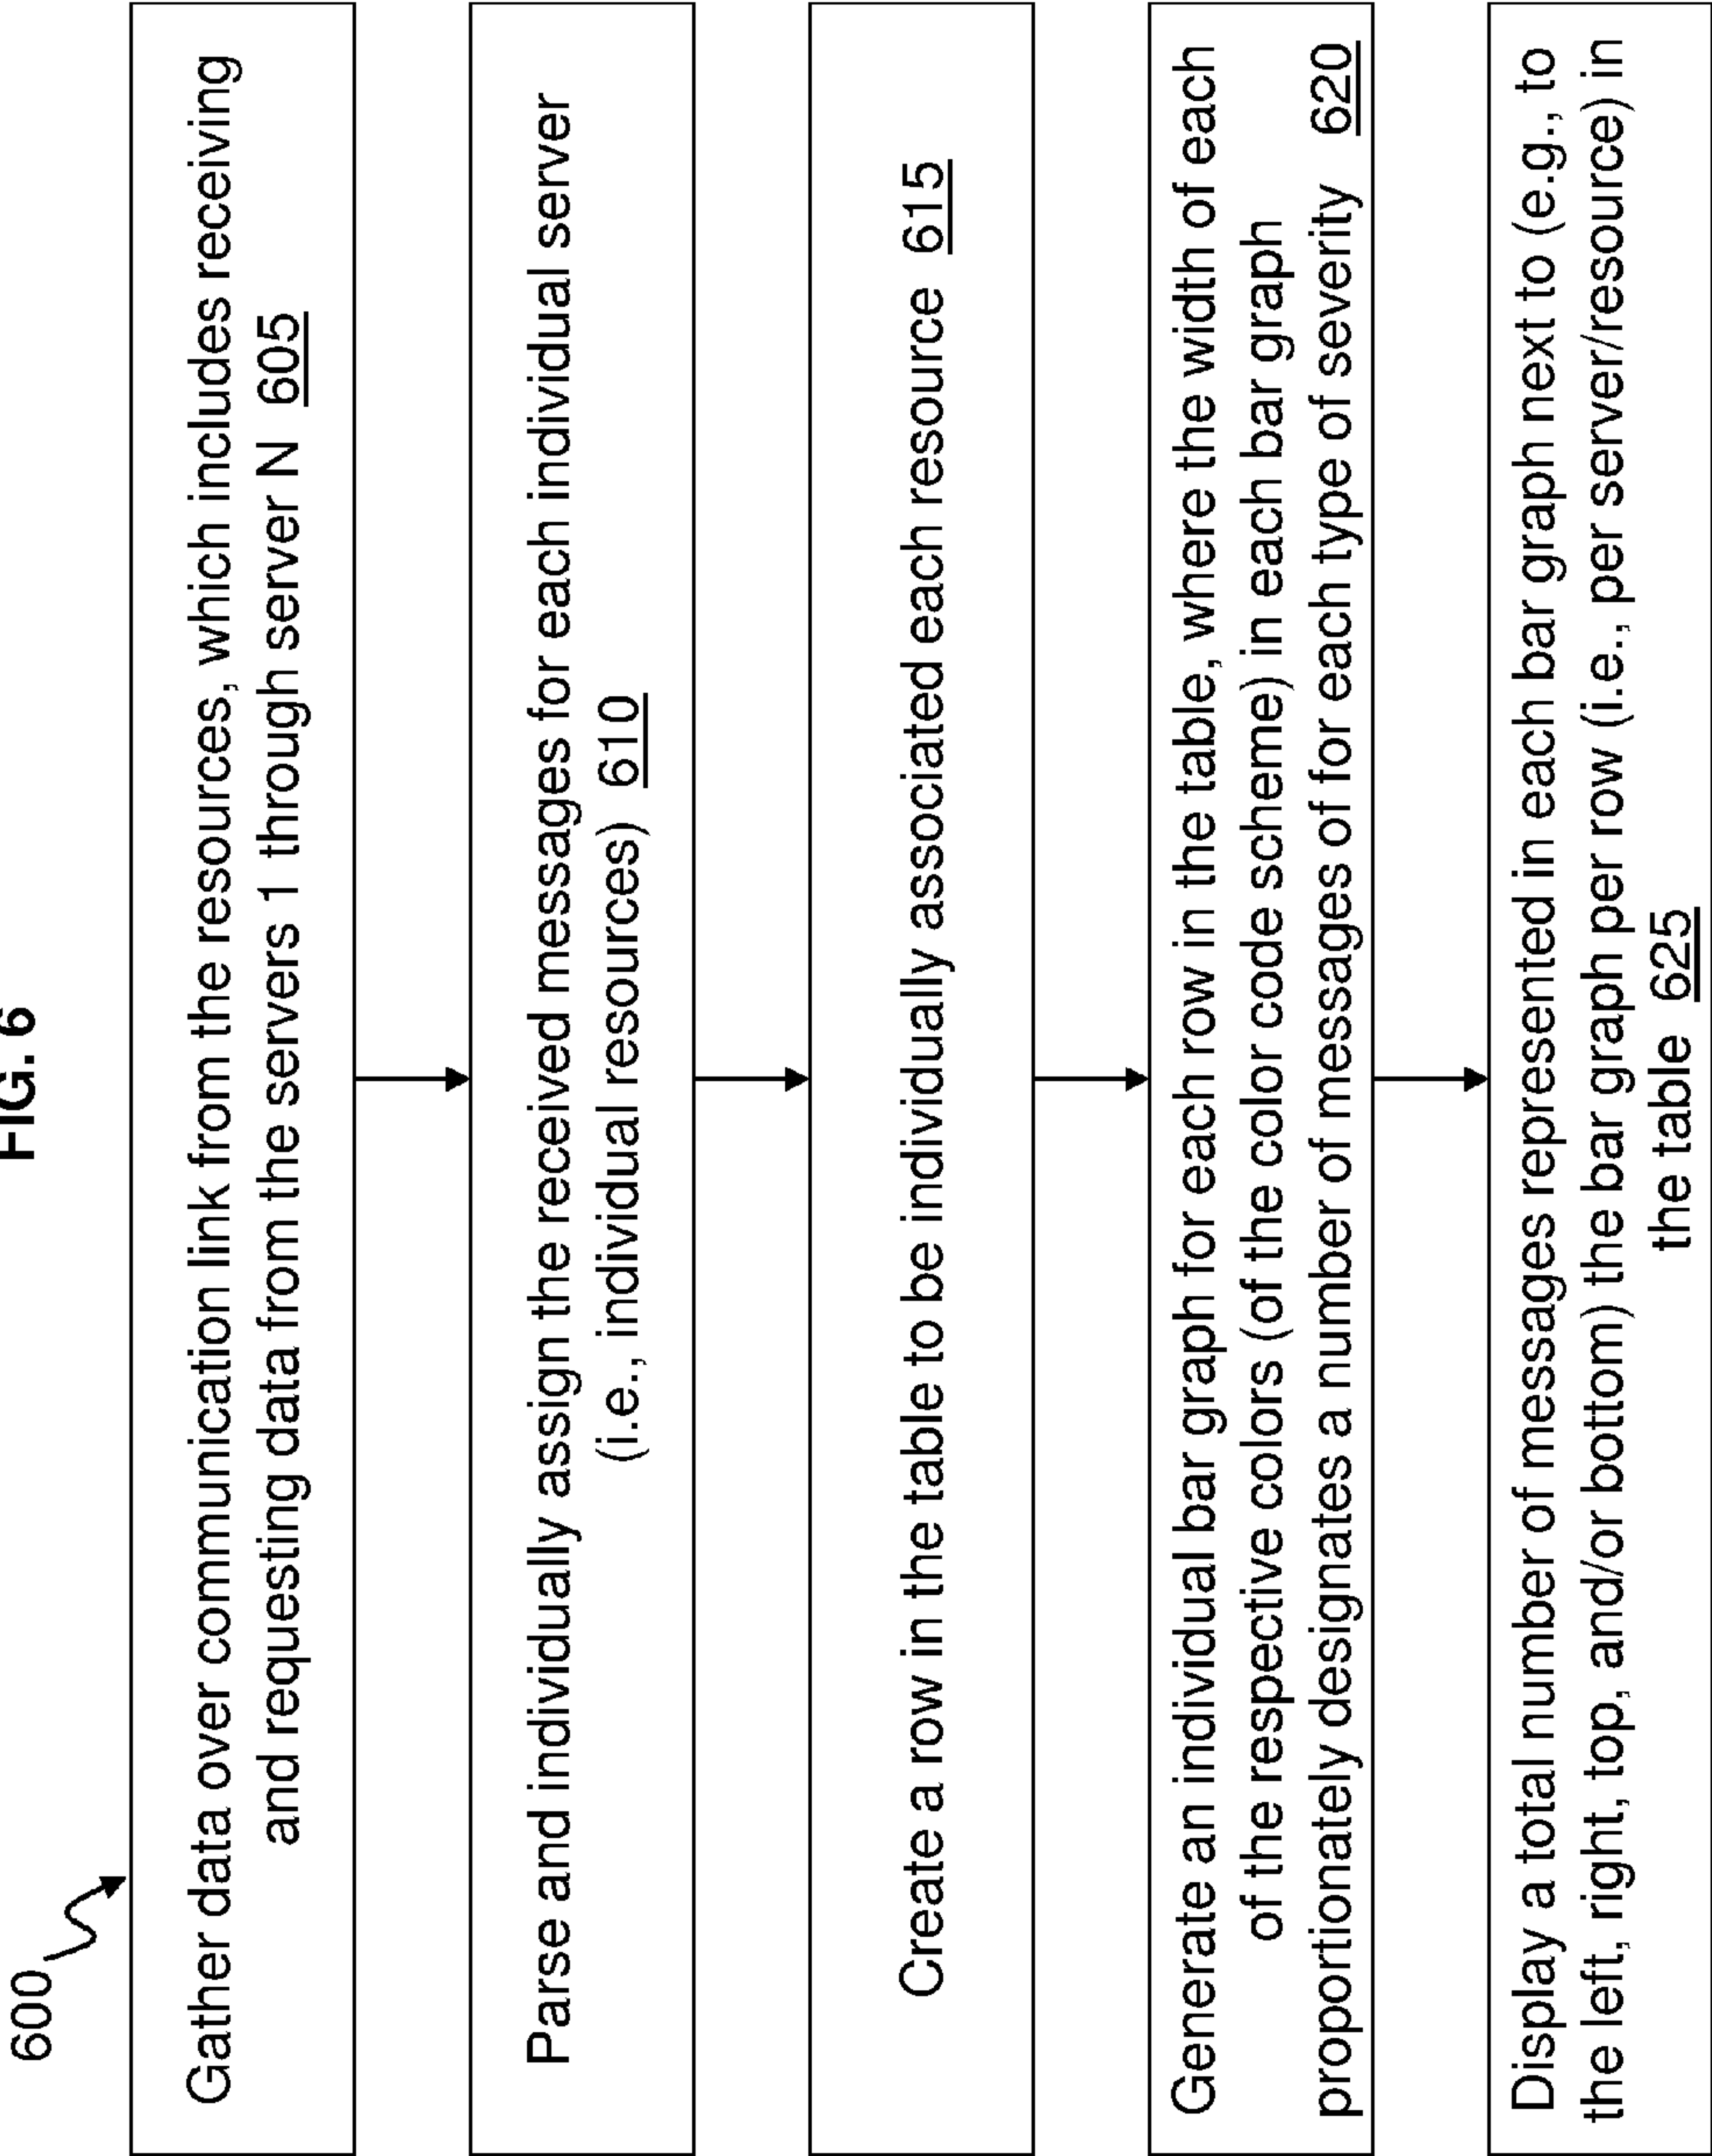 FIG. 6
600
Gather data over communication link from the resources, which includes receiving
and requesting data from the servers 1 through server N 605
Parse and individually assign the received messages for each individual server
(i.e., individual resources) 610
Create a row in the table to be individually associated each resource 615
Generate an individual bar graph for each row in the table, where the width of each
of the respective colors (of the color code scheme) in each bar graph
proportionately designates a number of messages of for each type of severity 620
Display a total number of messages represented in each bar graph next to (e.g., to
the left, right, top, and/or bottom) the bar graph per row (i.e., per server/resource) in
the table 625